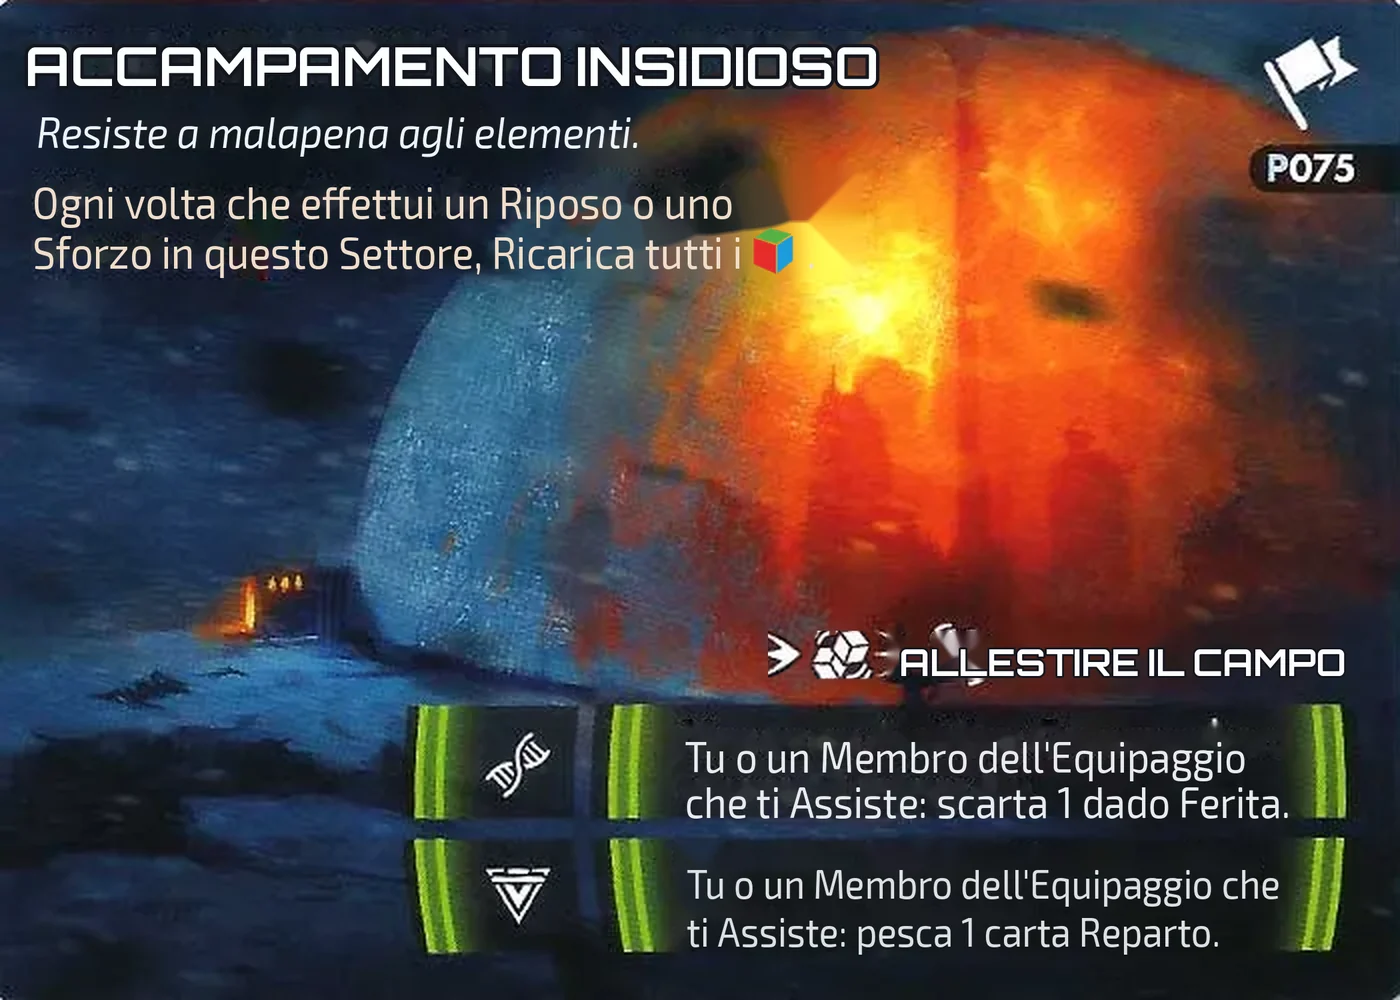 ACCAMPAMENTO INSIDIOSO
Resiste a malapena agli elementi.
P075
Ogni volta che effettui un Riposo o uno
Sforzo in questo Settore, Ricarica tutti i
ALLESTIRE IL CAMPO
Tu o un Membro dell'Equipaggio
che ti Assiste: scarta 1 dado Ferita.
Tu o un Membro dell'Equipaggio che
ti Assiste: pesca 1 carta Reparto.